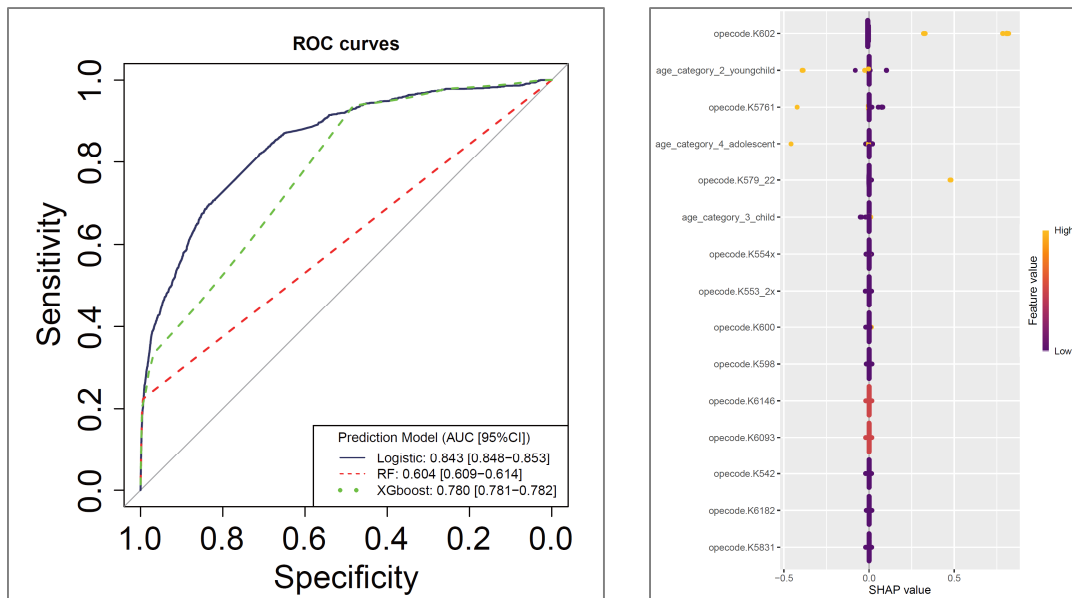 ROC curves
Sensitivity
0.0 0.2 0.4 0.6 0.8 1.0
Prediction Model (AUC [95%CI])
Logistic: 0.843 [0.848−0.853]
RF: 0.604 [0.609−0.614]
XGboost: 0.780 [0.781−0.782]
1.0 0.8 0.6 0.4 0.2 0.0
Specificity
opecode.K602
age_category_2_youngchild
opecode.K5761
age_category_4_adolescent
opecode.K579_22
age_category_3_child
opecode.K554x
opecode.K553_2x
opecode.K600
opecode.K598
opecode.K6146
opecode.K6093
opecode.K542
opecode.K6182
opecode.K5831
−0.5 0.0 0.5
SHAP value
High
Feature value
Low